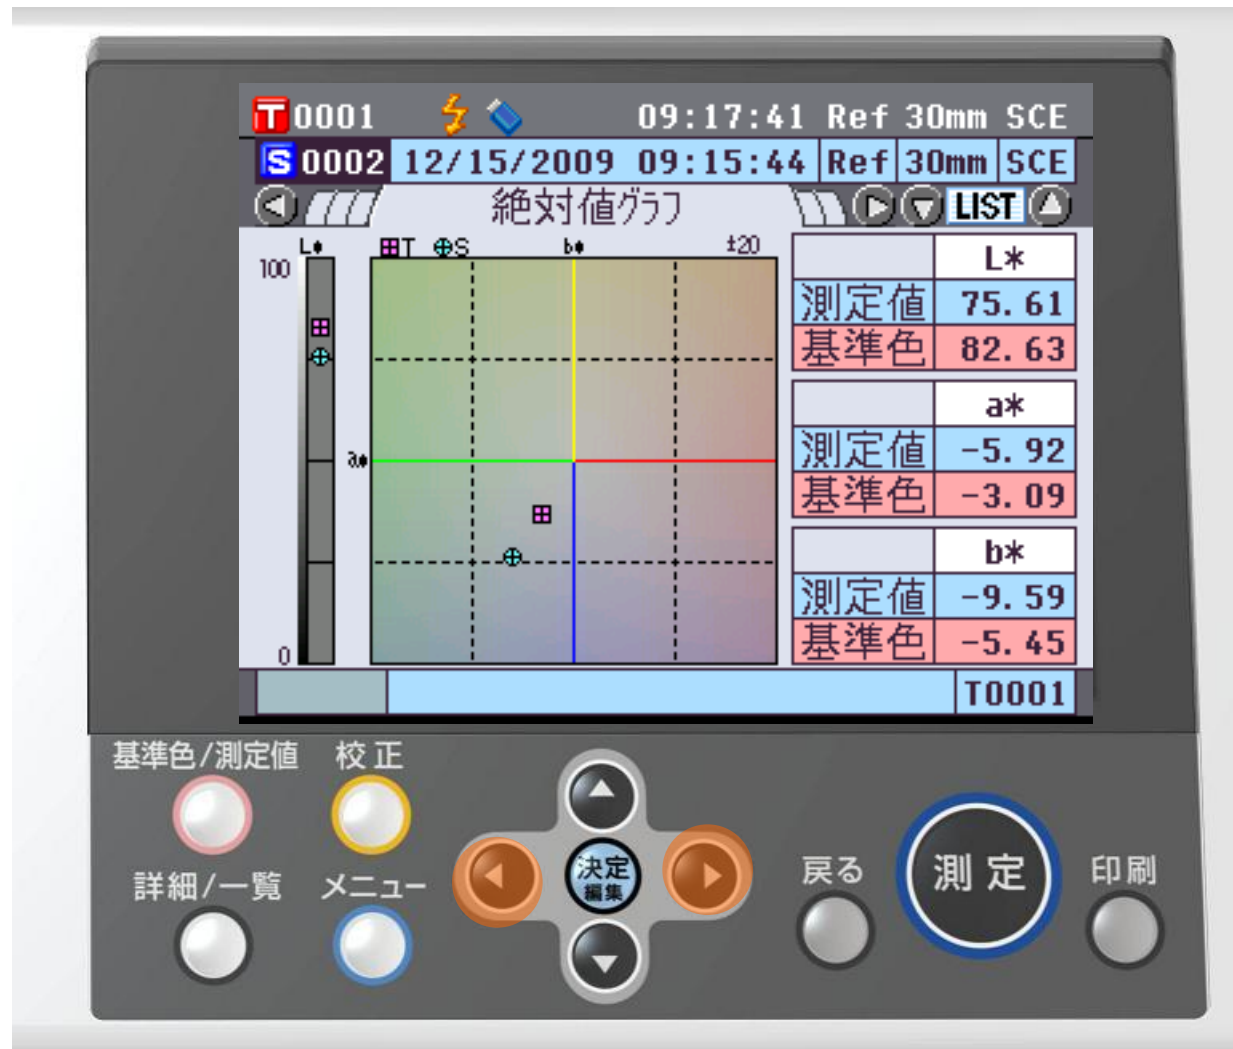 T 0001 09:17:41 Ref 30mm SCE
S 0002 12/15/2009 09:15:44 Ref 30mm SCE
絶対値グラフ LIST
L* T S b* ±20
100
a*
0
L*
測定値 75.61
基準色 82.63
a*
測定値 -5.92
基準色 -3.09
b*
測定値 -9.59
基準色 -5.45
T0001
基準色/測定値 校正
詳細/一覧 メニュー
決定
編集
戻る
測定
印刷